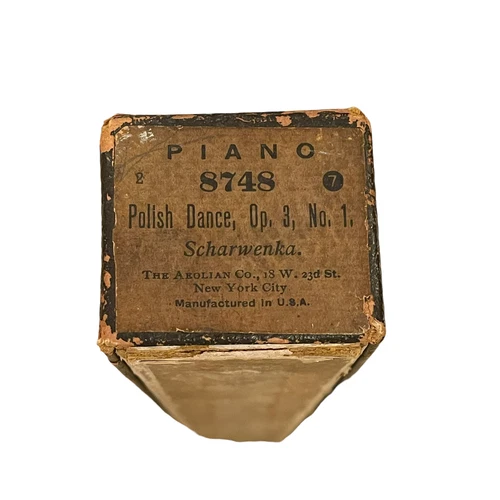 PIANO
2 8748 7
Polish Dance, Op. 3, No. 1.
Scharwenka.
THE AEOLIAN CO., 18 W. 23d St.
New York City
Manufactured in U.S.A.